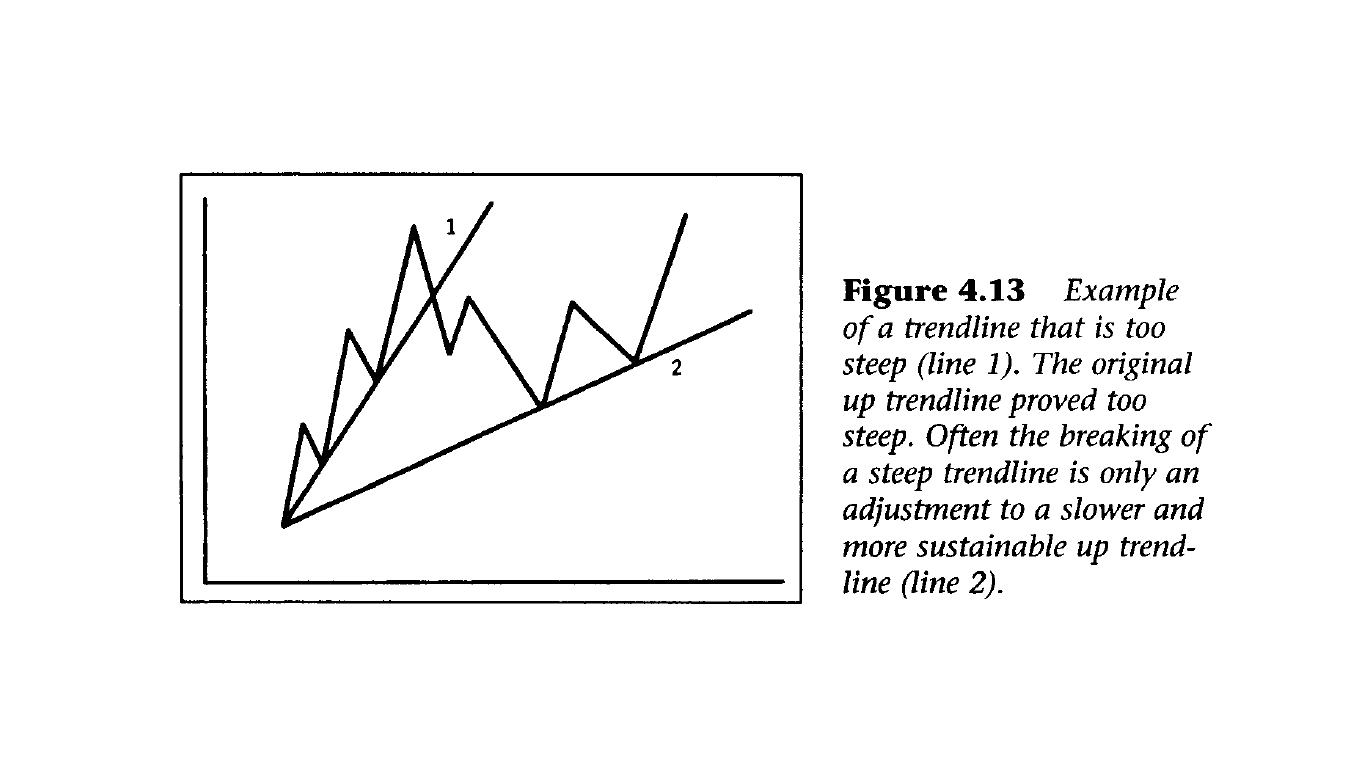 1
2
Figure 4.13 Example
of a trendline that is too
steep (line 1). The original
up trendline proved too
steep. Often the breaking of
a steep trendline is only an
adjustment to a slower and
more sustainable up trend-
line (line 2).